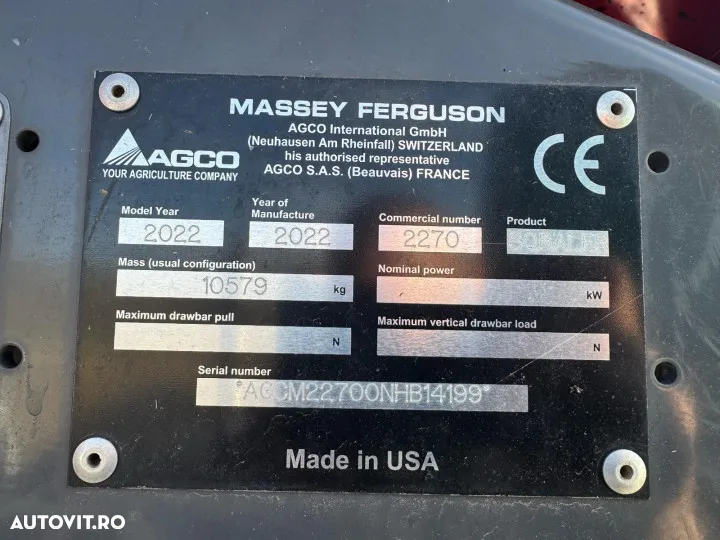 MASSEY FERGUSON
AGCO International GmbH
(Neuhausen Am Rheinfall) SWITZERLAND
his authorised representative
AGCO S.A.S. (Beauvais) FRANCE
AGCO
YOUR AGRICULTURE COMPANY
CE
Model Year
Year of
Manufacture
Commercial number
Product
2022
2022
2270
Mass (usual configuration)
Nominal power
10579 kg
kW
Maximum drawbar pull
Maximum vertical drawbar load
N
N
Serial number
*AGCM22700NHB14199*
Made in USA
AUTOVIT.RO